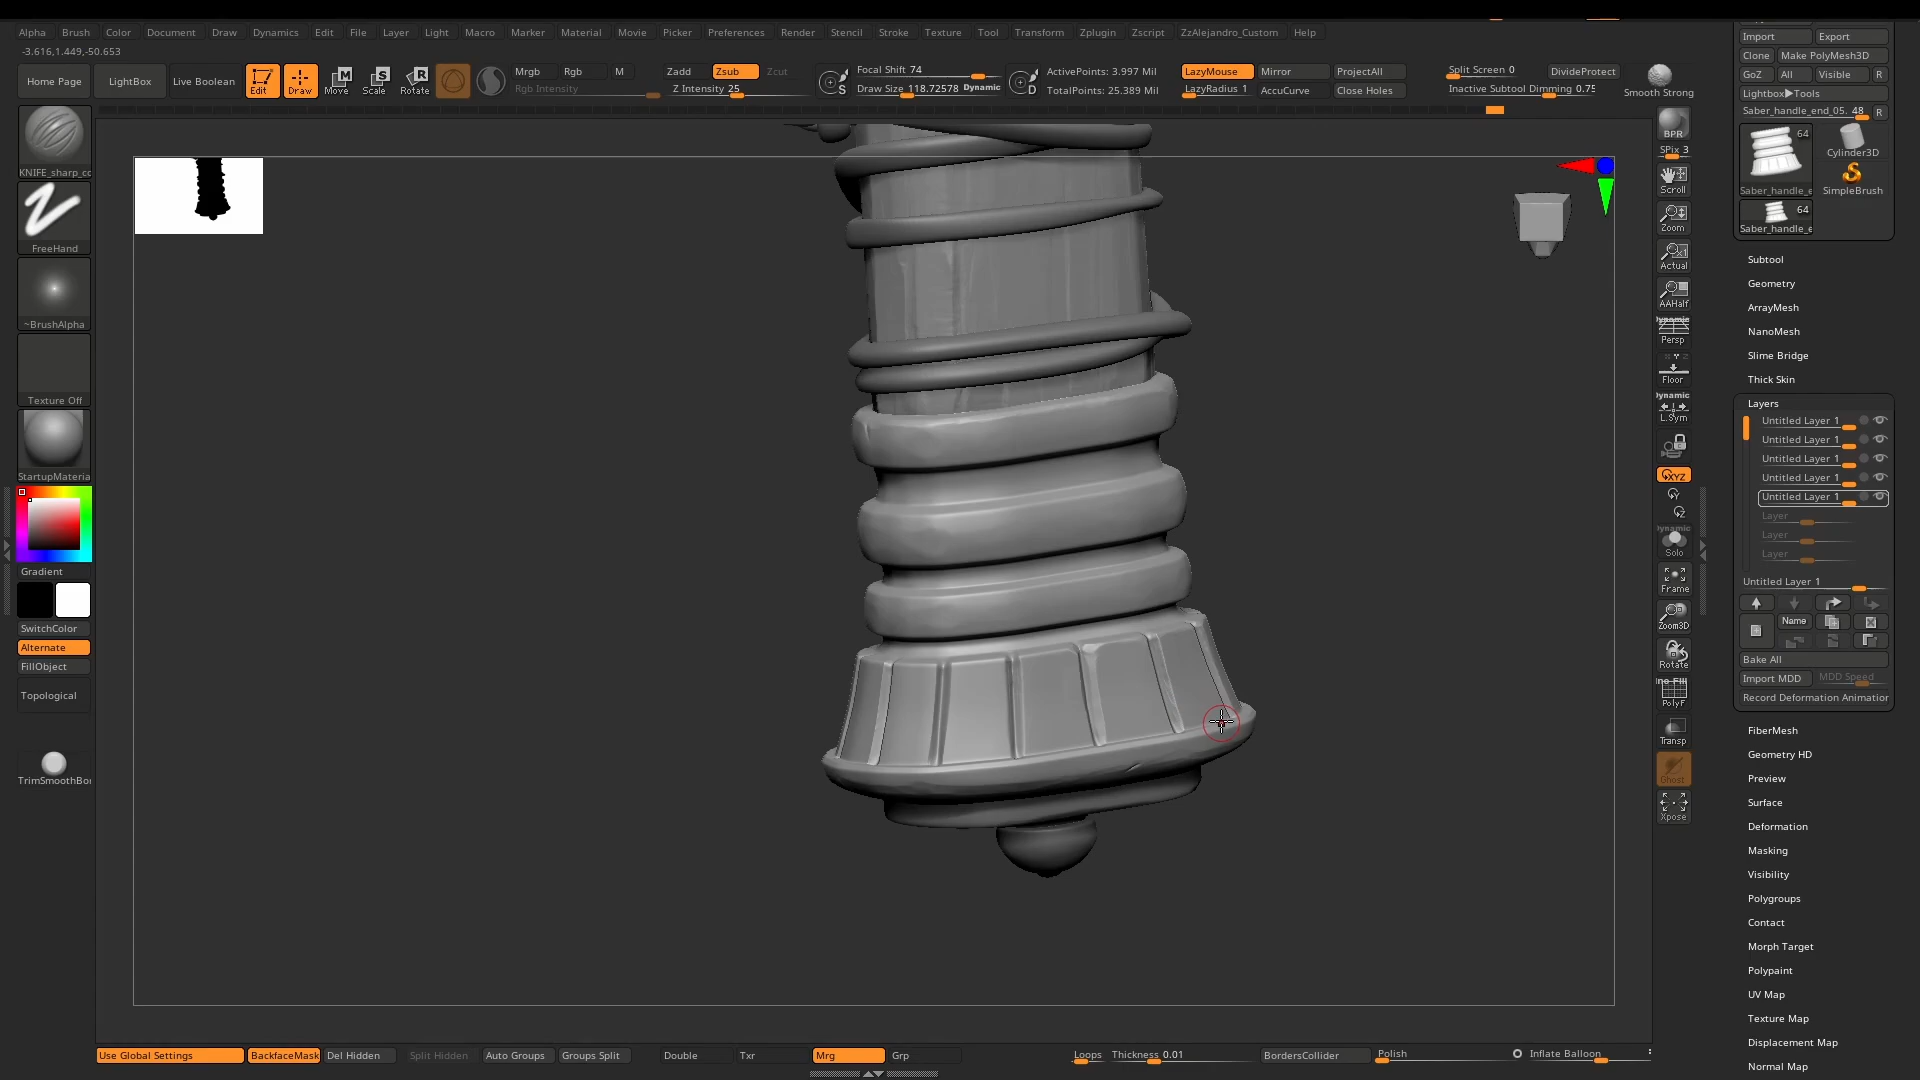 Alpha Brush Color Document Draw Dynamics Edit File Layer Light Macro Marker Material Movie Picker Preferences Render Stencil Stroke Texture Tool Transform Zplugin Zscript ZzAlejandro_Custom Help
-3.616,1.449,-50.653
Home Page LightBox Live Boolean Edit Draw Move Scale Rotate
Mrgb Rgb M
Rgb Intensity
Zadd Zsub Zcut
Z Intensity 25
S
Focal Shift 74
Draw Size 118.72578 Dynamic
D
ActivePoints: 3.997 Mil
TotalPoints: 25.389 Mil
LazyMouse Mirror ProjectAll
LazyRadius 1 AccuCurve Close Holes
Split Screen 0 DivideProtect
Inactive Subtool Dimming 0.75
Smooth Strong
KNIFE_sharp_cc
FreeHand
~BrushAlpha
Texture Off
StartupMateria
Gradient
SwitchColor
Alternate
FillObject
Topological
TrimSmoothBor
BPR
SPix 3
Scroll
Zoom
Actual
AAHalf
Dynamic
Persp
Floor
Dynamic
L.Sym
XYZ
Y
Z
Dynamic
Solo
Frame
Zoom3D
Rotate
PolyF
Transp
Ghost
Xpose
Import Export
Clone Make PolyMesh3D
GoZ All Visible R
Lightbox▶Tools
Saber_handle_end_05. 48 R
64
Cylinder3D
Saber_handle_e SimpleBrush
64
Saber_handle_e
Subtool
Geometry
ArrayMesh
NanoMesh
Slime Bridge
Thick Skin
Layers
Untitled Layer 1
Untitled Layer 1
Untitled Layer 1
Untitled Layer 1
Untitled Layer 1
Layer
Layer
Layer
Untitled Layer 1
Name
Bake All
Import MDD MDD Speed
Record Deformation Animation
FiberMesh
Geometry HD
Preview
Surface
Deformation
Masking
Visibility
Polygroups
Contact
Morph Target
Polypaint
UV Map
Texture Map
Displacement Map
Normal Map
Use Global Settings BackfaceMask Del Hidden Split Hidden Auto Groups Groups Split Double Txr Mrg Grp Loops Thickness 0.01 BordersCollider Polish Inflate Balloon